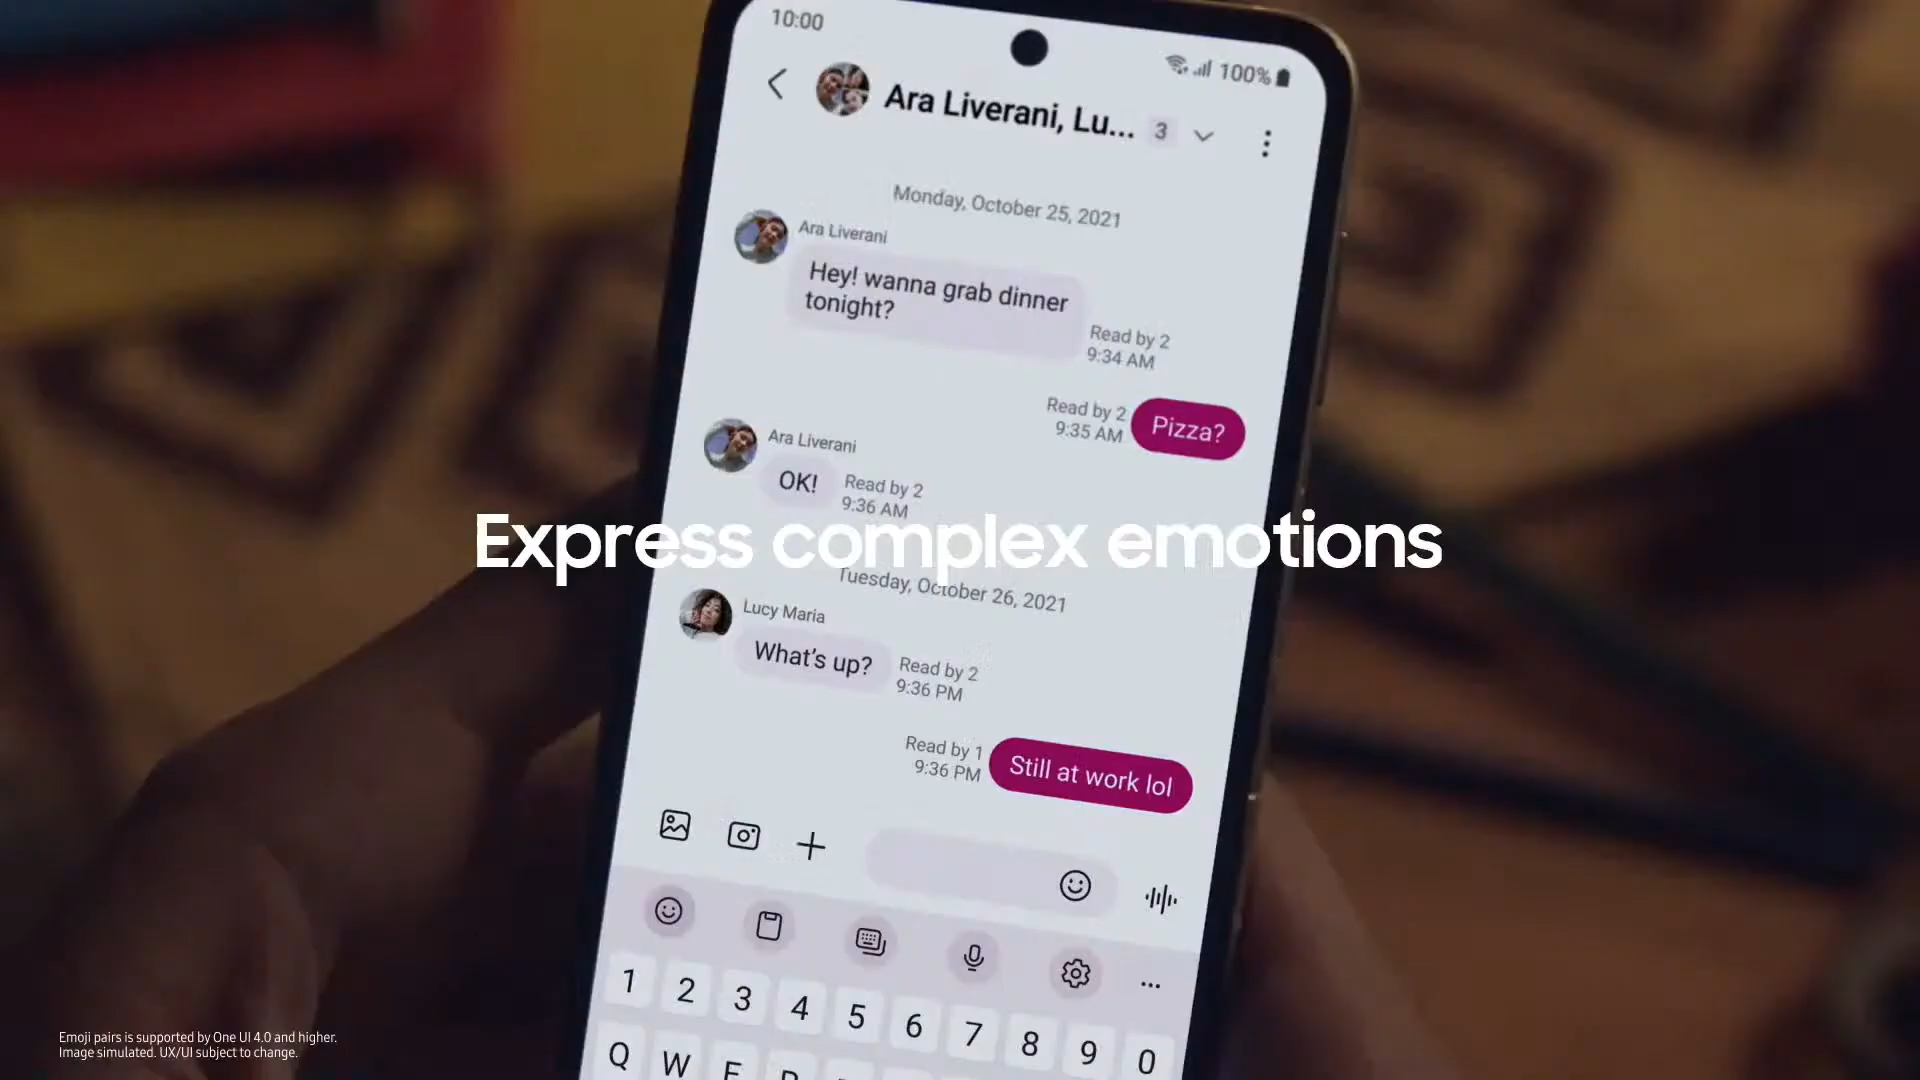 10:00
100%
Ara Liverani, Lu... 3
Monday, October 25, 2021
Ara Liverani
Hey! wanna grab dinner
tonight?
Read by 2
9:34 AM
Read by 2
9:35 AM
Pizza?
Ara Liverani
OK!
Read by 2
9:36 AM
Express complex emotions
Tuesday, October 26, 2021
Lucy Maria
What's up?
Read by 2
9:36 PM
Read by 1
9:36 PM
Still at work lol
1 2 3 4 5 6 7 8 9 0
Q W E R
Emoji pairs is supported by One UI 4.0 and higher.
Image simulated. UX/UI subject to change.